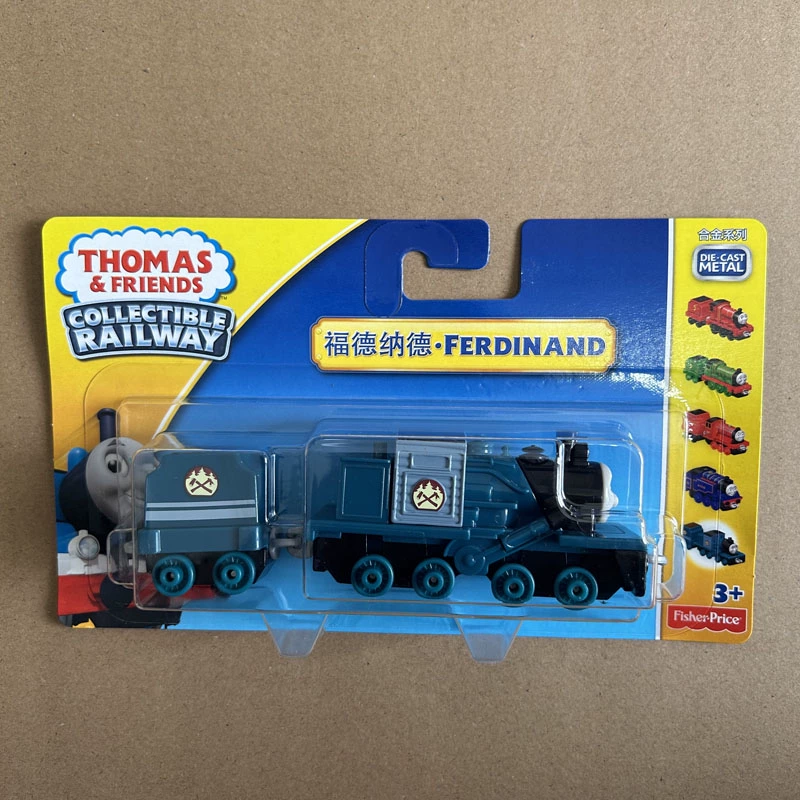 THOMAS
& FRIENDS
COLLECTIBLE
RAILWAY
福德纳德·FERDINAND
合金系列
DIE-CAST
METAL
3+
Fisher-Price